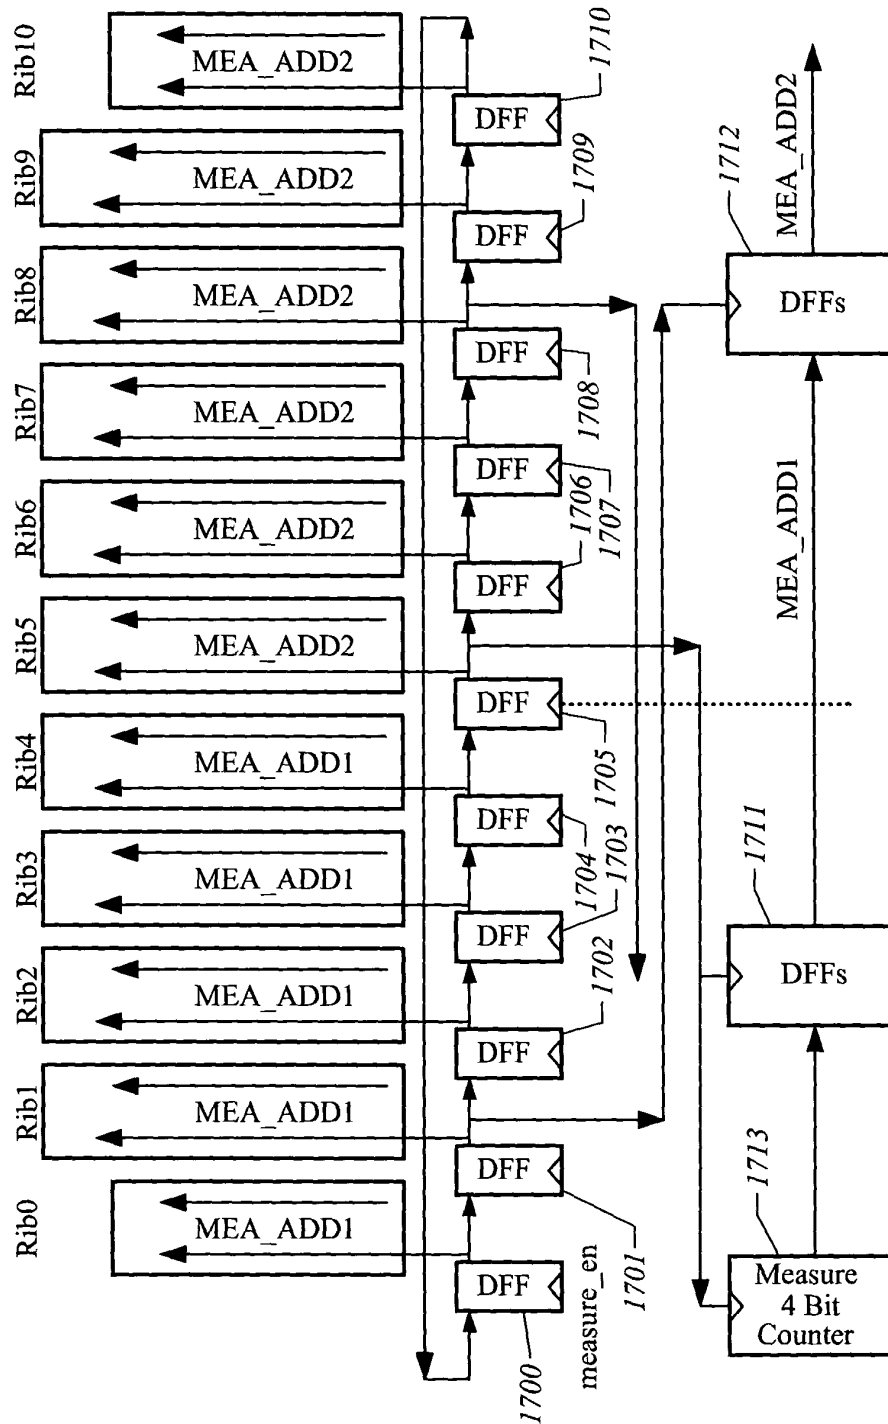 Rib0
Rib1
Rib2
Rib3
Rib4
Rib5
Rib6
Rib7
Rib8
Rib9
Rib10
MEA_ADD1
MEA_ADD1
MEA_ADD1
MEA_ADD1
MEA_ADD1
MEA_ADD2
MEA_ADD2
MEA_ADD2
MEA_ADD2
MEA_ADD2
MEA_ADD2
DFF
DFF
DFF
DFF
DFF
DFF
DFF
DFF
DFF
DFF
DFF
1700
measure_en
1701
1702
1704
1703
1705
1706
1707
1708
1709
1710
1713
1711
1712
Measure
4 Bit
Counter
DFFs
MEA_ADD1
DFFs
MEA_ADD2